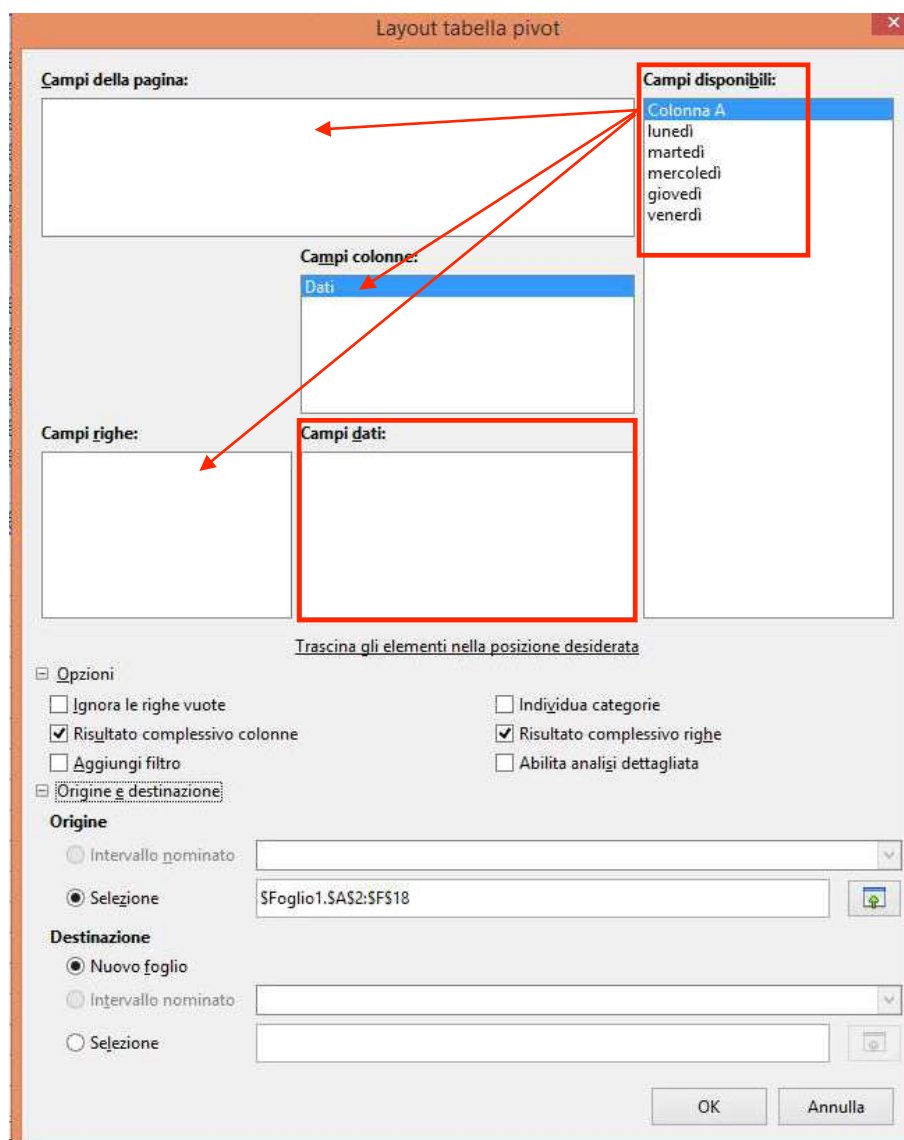 Layout tabella pivot
Campi della pagina:
Campi disponibili:
Colonna A
lunedì
martedì
mercoledì
giovedì
venerdì
Campi colonne:
Dati
Campi righe:
Campi dati:
Trascina gli elementi nella posizione desiderata
Opzioni
Ignora le righe vuote
Individua categorie
Risultato complessivo colonne
Risultato complessivo righe
Aggiungi filtro
Abilita analisi dettagliata
Origine e destinazione
Origine
Intervallo nominato
Selezione
$Foglio1.$A$2:$F$18
Destinazione
Nuovo foglio
Intervallo nominato
Selezione
OK
Annulla